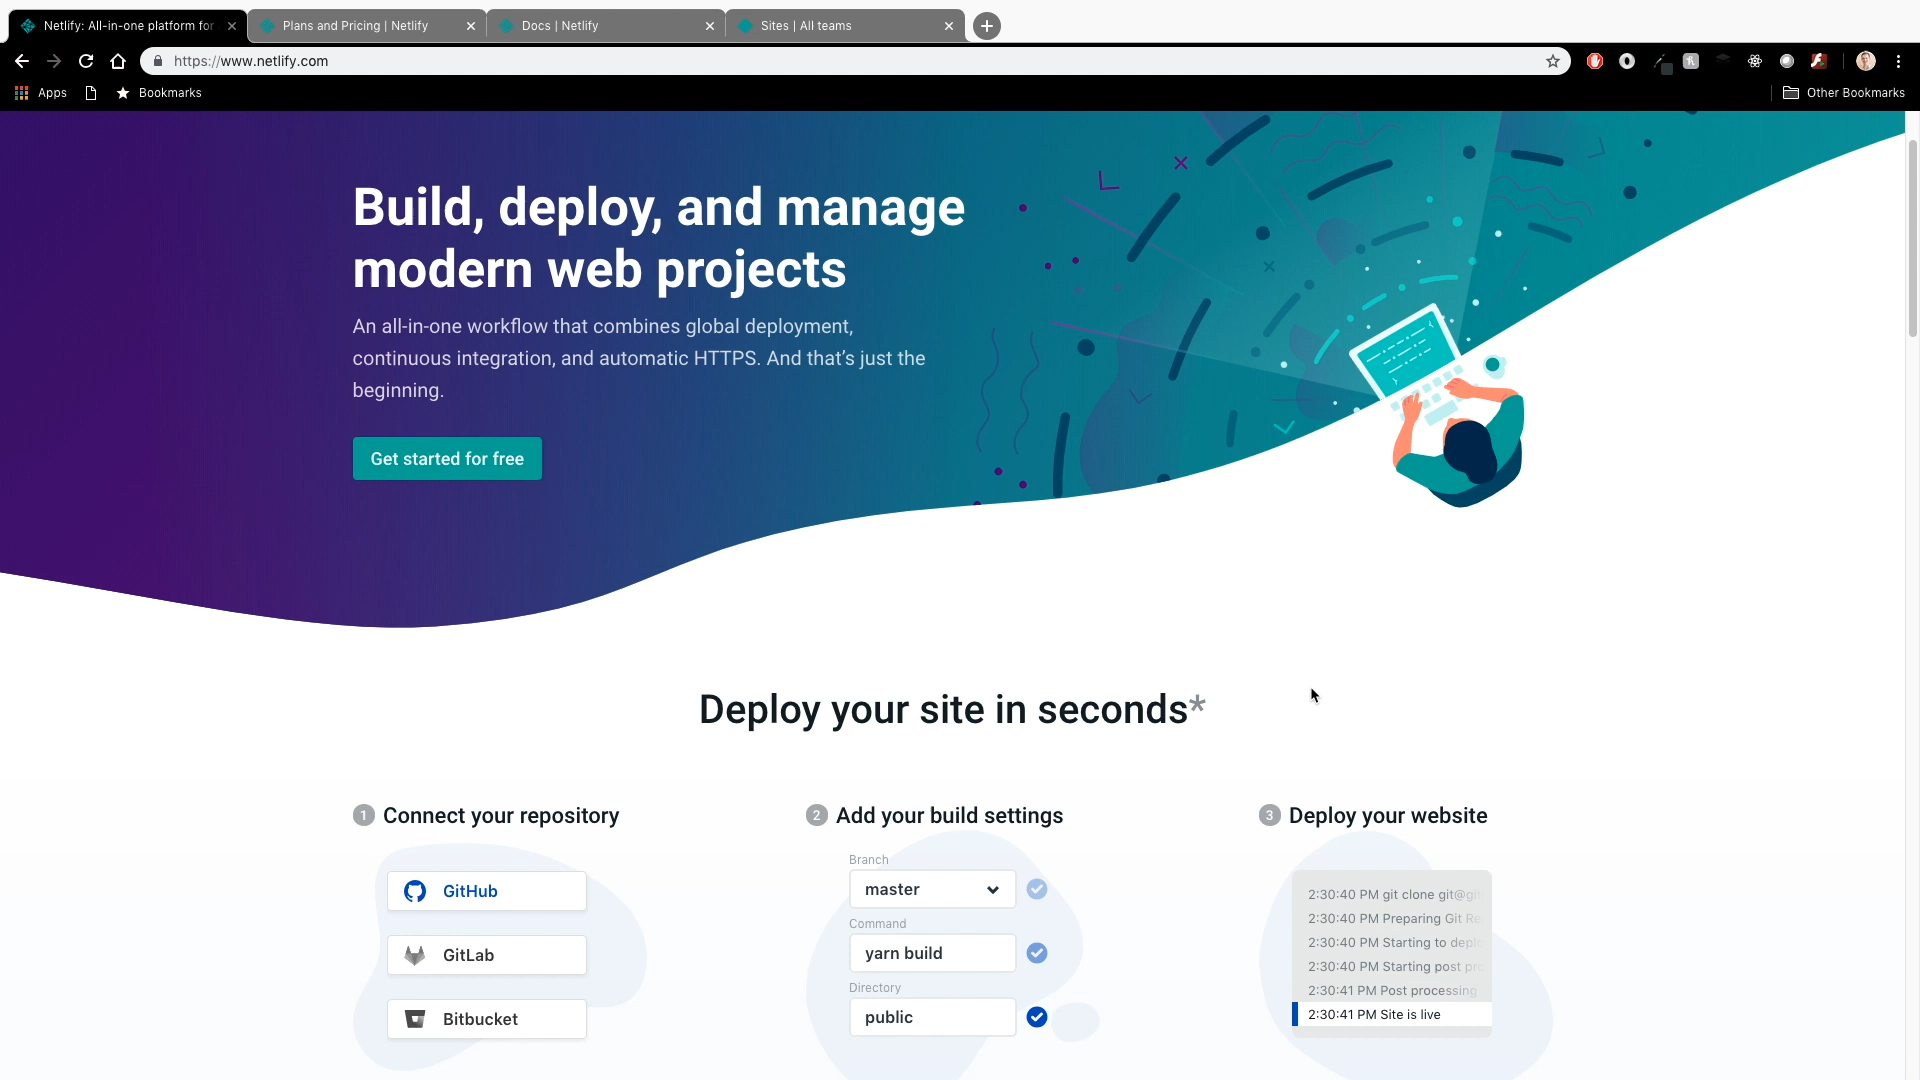 Netlify: All-in-one platform for
Plans and Pricing | Netlify
Docs | Netlify
Sites | All teams
https://www.netlify.com
Apps
Bookmarks
Other Bookmarks
Build, deploy, and manage
modern web projects
An all-in-one workflow that combines global deployment,
continuous integration, and automatic HTTPS. And that’s just the
beginning.
Get started for free
Deploy your site in seconds*
1 Connect your repository
GitHub
GitLab
Bitbucket
2 Add your build settings
Branch
master
Command
yarn build
Directory
public
3 Deploy your website
2:30:40 PM git clone git@git
2:30:40 PM Preparing Git Re
2:30:40 PM Starting to deplo
2:30:40 PM Starting post pro
2:30:41 PM Post processing
2:30:41 PM Site is live